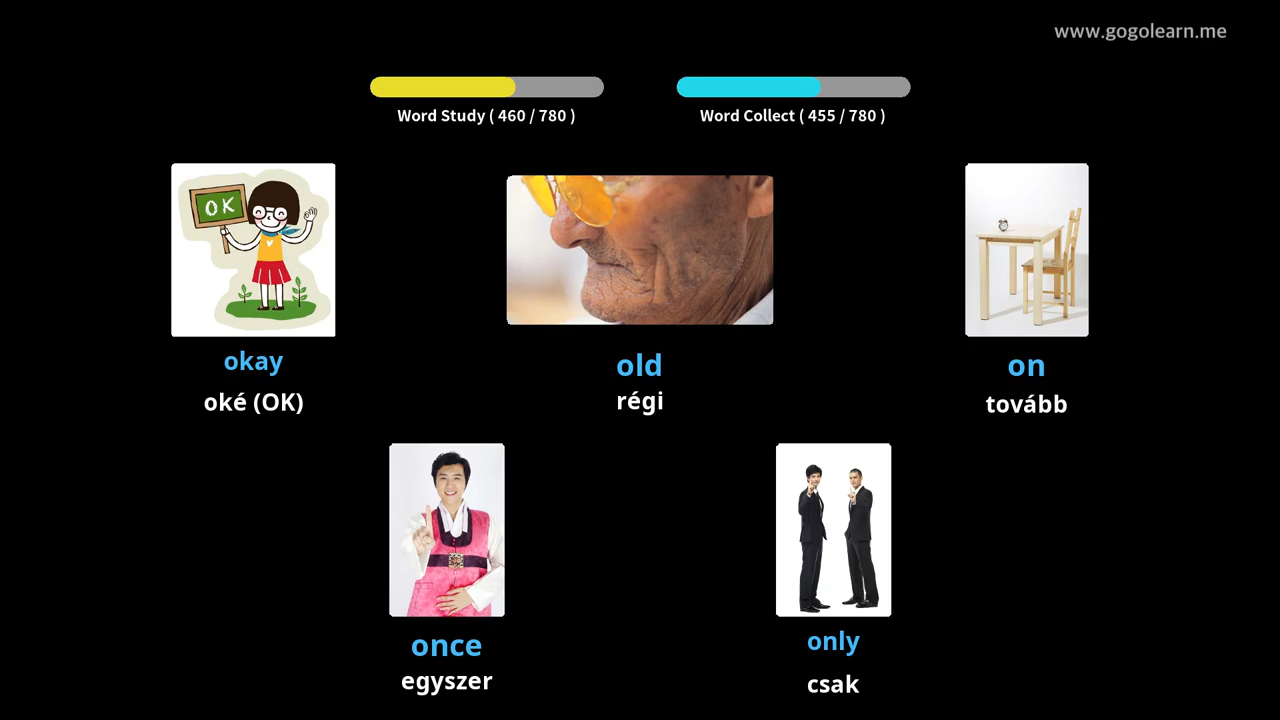 www.gogolearn.me
Word Study ( 460 / 780 )
Word Collect ( 455 / 780 )
OK
okay
oké (OK)
old
régi
on
tovább
once
egyszer
only
csak